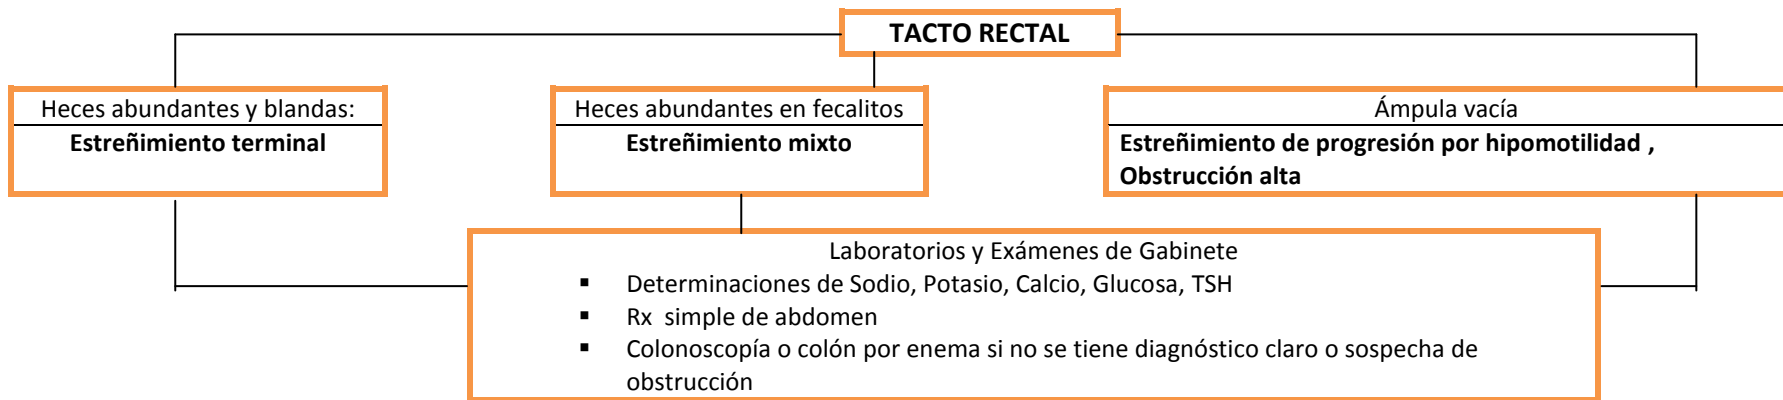 TACTO RECTAL
Heces abundantes y blandas:
Estreñimiento terminal
Heces abundantes en fecalitos
Estreñimiento mixto
Ámpula vacía
Estreñimiento de progresión por hipomotilidad ,
Obstrucción alta
Laboratorios y Exámenes de Gabinete
▪ Determinaciones de Sodio, Potasio, Calcio, Glucosa, TSH
▪ Rx simple de abdomen
▪ Colonoscopía o colón por enema si no se tiene diagnóstico claro o sospecha de
obstrucción